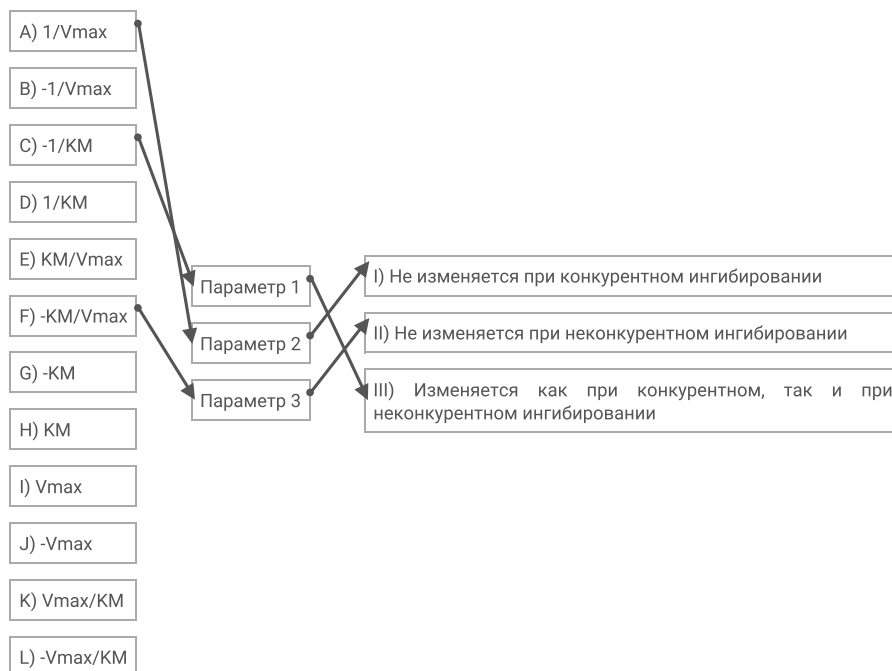 A) 1/Vmax
B) -1/Vmax
C) -1/KM
D) 1/KM
E) KM/Vmax
F) -KM/Vmax
G) -KM
H) KM
I) Vmax
J) -Vmax
K) Vmax/KM
L) -Vmax/KM
Параметр 1
Параметр 2
Параметр 3
I) Не изменяется при конкурентном ингибировании
II) Не изменяется при неконкурентном ингибировании
III) Изменяется как при конкурентном, так и при
неконкурентном ингибировании